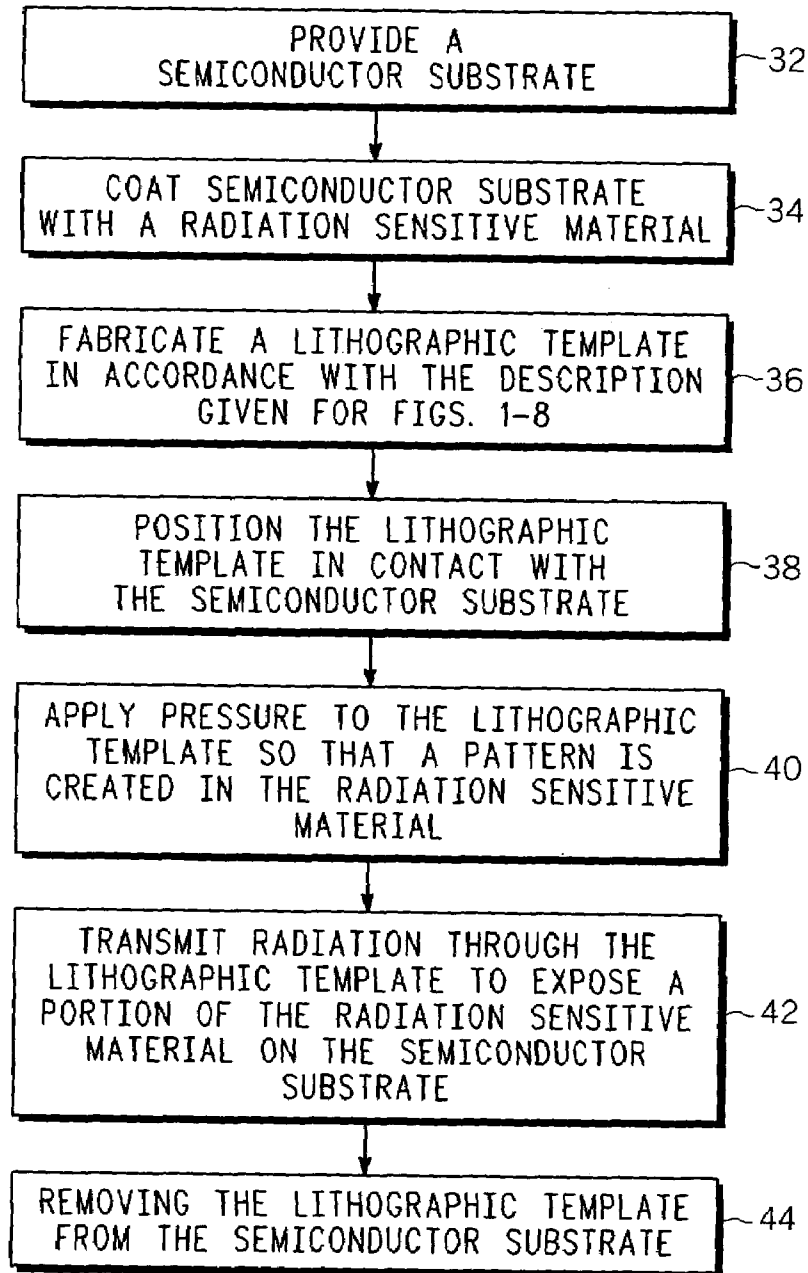 PROVIDE A
SEMICONDUCTOR SUBSTRATE
32
COAT SEMICONDUCTOR SUBSTRATE
WITH A RADIATION SENSITIVE MATERIAL
34
FABRICATE A LITHOGRAPHIC TEMPLATE
IN ACCORDANCE WITH THE DESCRIPTION
GIVEN FOR FIGS. 1-8
36
POSITION THE LITHOGRAPHIC
TEMPLATE IN CONTACT WITH
THE SEMICONDUCTOR SUBSTRATE
38
APPLY PRESSURE TO THE LITHOGRAPHIC
TEMPLATE SO THAT A PATTERN IS
CREATED IN THE RADIATION SENSITIVE
MATERIAL
40
TRANSMIT RADIATION THROUGH THE
LITHOGRAPHIC TEMPLATE TO EXPOSE A
PORTION OF THE RADIATION SENSITIVE
MATERIAL ON THE SEMICONDUCTOR
SUBSTRATE
42
REMOVING THE LITHOGRAPHIC TEMPLATE
FROM THE SEMICONDUCTOR SUBSTRATE
44